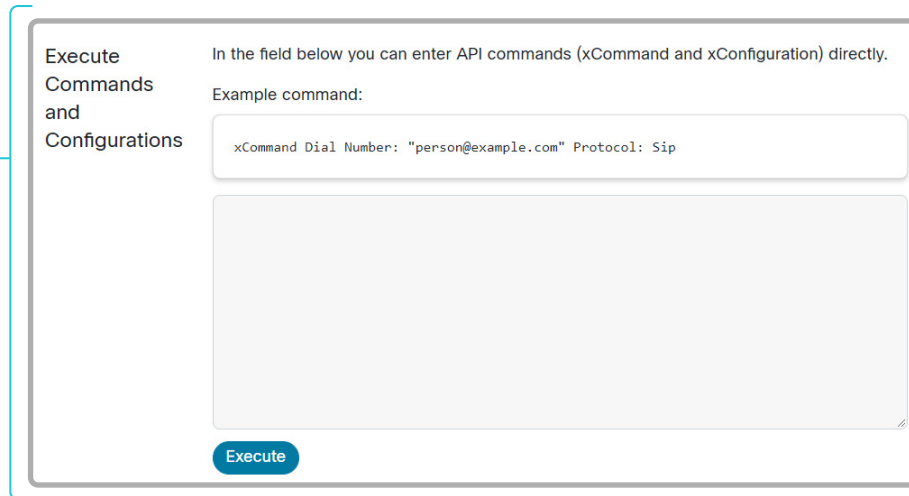 Execute
Commands
and
Configurations
In the field below you can enter API commands (xCommand and xConfiguration) directly.
Example command:
xCommand Dial Number: "person@example.com" Protocol: Sip
Execute